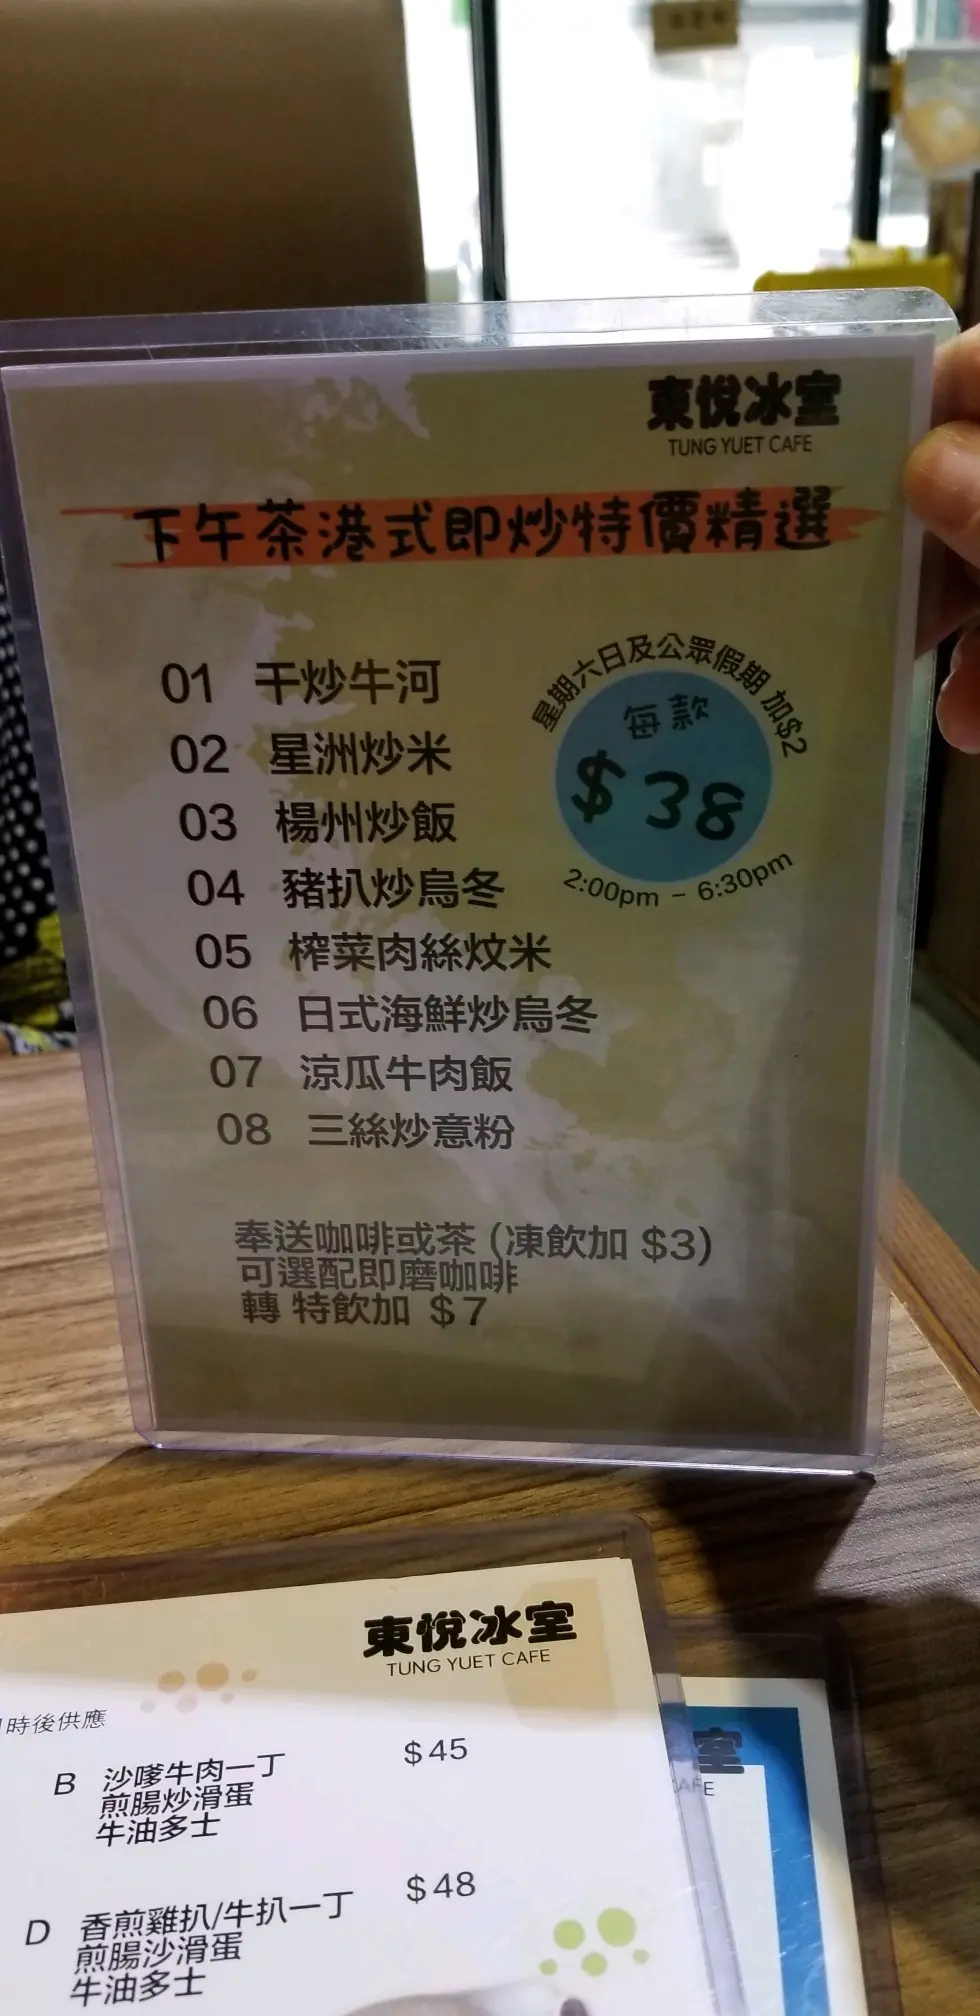 東悅冰室
TUNG YUET CAFE
下午茶港式即炒特價精選
星期六日及公眾假期 加$2
每款
$38
2:00pm - 6:30pm
01 干炒牛河
02 星洲炒米
03 楊州炒飯
04 豬扒炒烏冬
05 榨菜肉絲炆米
06 日式海鮮炒烏冬
07 涼瓜牛肉飯
08 三絲炒意粉
奉送咖啡或茶 (凍飲加 $3)
可選配即磨咖啡
轉 特飲加 $7
東悅冰室
TUNG YUET CAFE
時後供應
B 沙嗲牛肉一丁 $45
煎腸炒滑蛋
牛油多士
D 香煎雞扒/牛扒一丁 $48
煎腸沙滑蛋
牛油多士
室
CAFE